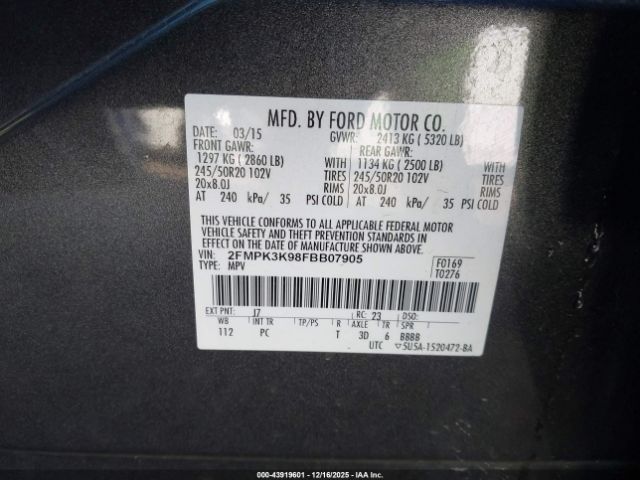 MFD. BY FORD MOTOR CO.
DATE: 03/15 GVWR: 2413 KG ( 5320 LB)
FRONT GAWR: REAR GAWR:
1297 KG ( 2860 LB) WITH 1134 KG ( 2500 LB) WITH
245/50R20 102V TIRES 245/50R20 102V TIRES
20x8.0J RIMS 20x8.0J RIMS
AT 240 kPa/ 35 PSI COLD AT 240 kPa/ 35 PSI COLD
THIS VEHICLE CONFORMS TO ALL APPLICABLE FEDERAL MOTOR
VEHICLE SAFETY AND THEFT PREVENTION STANDARDS IN
EFFECT ON THE DATE OF MANUFACTURE SHOWN ABOVE.
VIN: 2FMPK3K98FBB07905 F0169
TYPE: MPV T0276
EXT PNT: J7 RC: 23 DSO:
WB INT TR TP/PS R AXLE TR SPR
112 PC T 3D 6 BBBB
UTC ▽5U5A-1520472-BA
000-43919601 - 12/16/2025 - IAAI.COM